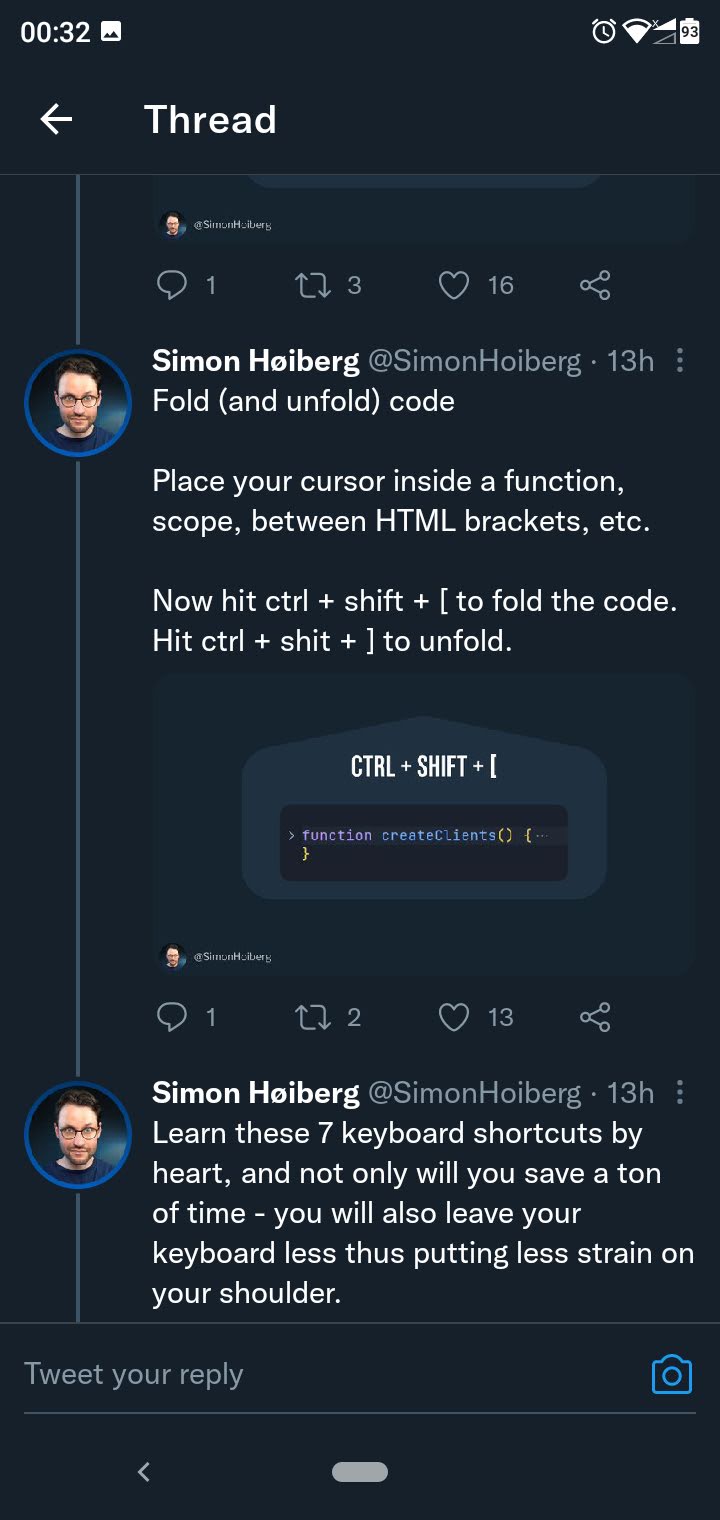 00:32
93
Thread
@SimonHoiberg
1 3 16
Simon Høiberg @SimonHoiberg · 13h
Fold (and unfold) code
Place your cursor inside a function,
scope, between HTML brackets, etc.
Now hit ctrl + shift + [ to fold the code.
Hit ctrl + shit + ] to unfold.
CTRL + SHIFT + [
> function createClients() { ···
}
@SimonHoiberg
1 2 13
Simon Høiberg @SimonHoiberg · 13h
Learn these 7 keyboard shortcuts by
heart, and not only will you save a ton
of time - you will also leave your
keyboard less thus putting less strain on
your shoulder.
Tweet your reply